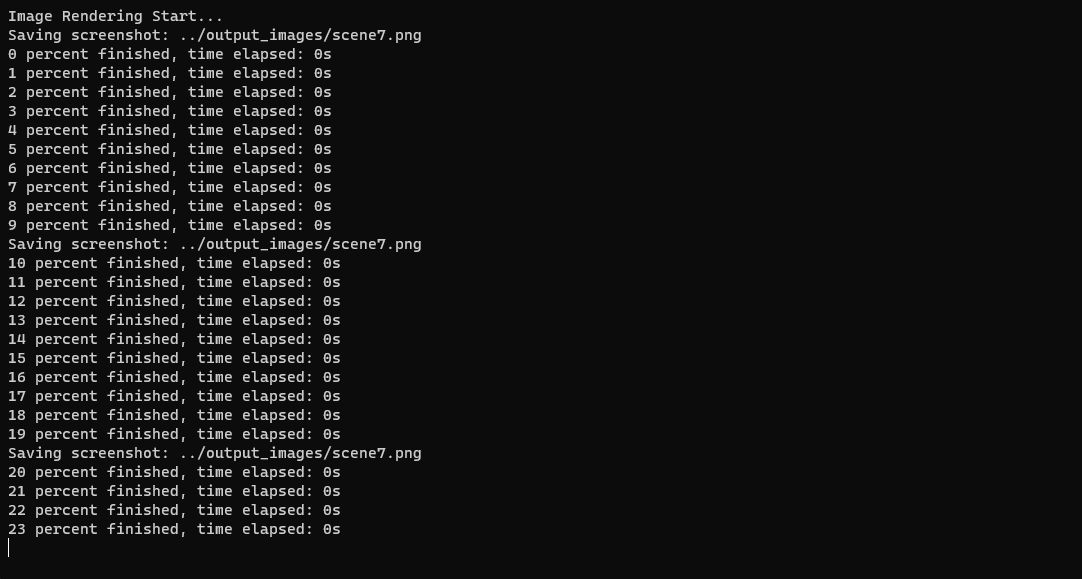 Image Rendering Start...
Saving screenshot: ../output_images/scene7.png
0 percent finished, time elapsed: 0s
1 percent finished, time elapsed: 0s
2 percent finished, time elapsed: 0s
3 percent finished, time elapsed: 0s
4 percent finished, time elapsed: 0s
5 percent finished, time elapsed: 0s
6 percent finished, time elapsed: 0s
7 percent finished, time elapsed: 0s
8 percent finished, time elapsed: 0s
9 percent finished, time elapsed: 0s
Saving screenshot: ../output_images/scene7.png
10 percent finished, time elapsed: 0s
11 percent finished, time elapsed: 0s
12 percent finished, time elapsed: 0s
13 percent finished, time elapsed: 0s
14 percent finished, time elapsed: 0s
15 percent finished, time elapsed: 0s
16 percent finished, time elapsed: 0s
17 percent finished, time elapsed: 0s
18 percent finished, time elapsed: 0s
19 percent finished, time elapsed: 0s
Saving screenshot: ../output_images/scene7.png
20 percent finished, time elapsed: 0s
21 percent finished, time elapsed: 0s
22 percent finished, time elapsed: 0s
23 percent finished, time elapsed: 0s